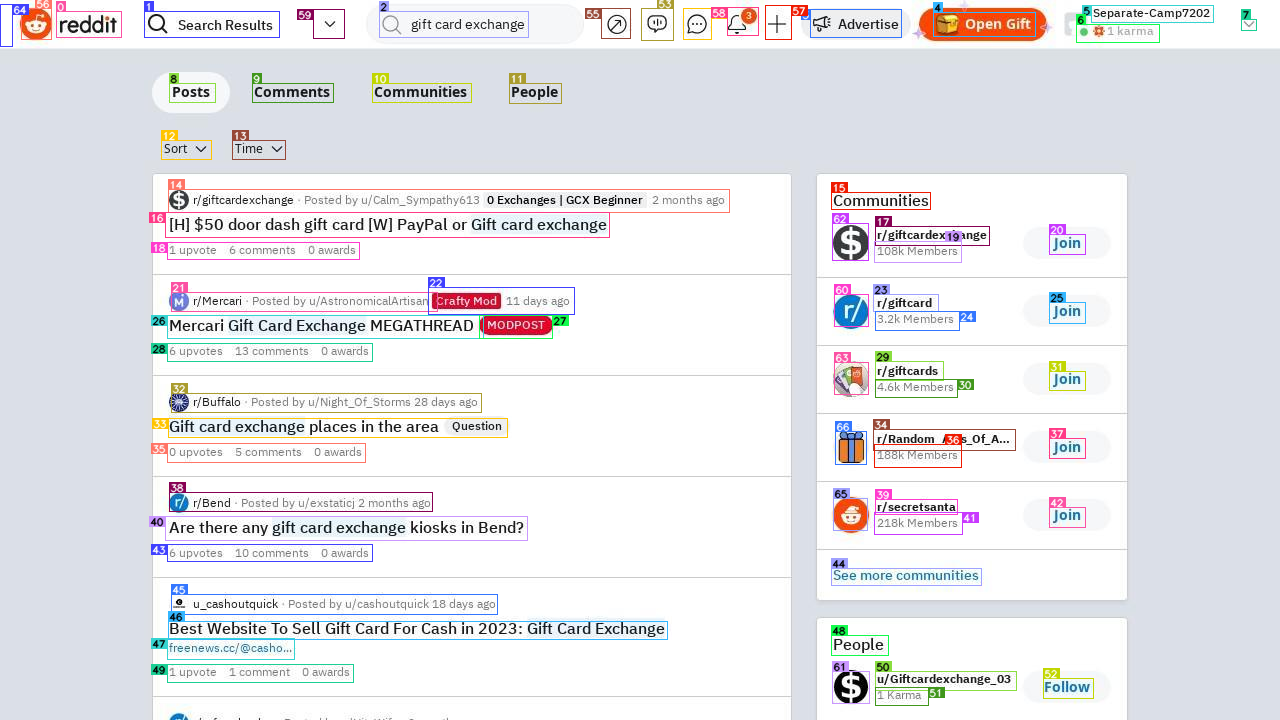 reddit
Search Results
gift card exchange
3
Advertise
Open Gift
Separate-Camp7202
1 karma
Posts
Comments
Communities
People
Sort
Time
r/giftcardexchange · Posted by u/Calm_Sympathy613 0 Exchanges | GCX Beginner 2 months ago
[H] $50 door dash gift card [W] PayPal or Gift card exchange
1 upvote 6 comments 0 awards
r/Mercari · Posted by u/AstronomicalArtisan Crafty Mod 11 days ago
Mercari Gift Card Exchange MEGATHREAD MODPOST
6 upvotes 13 comments 0 awards
r/Buffalo · Posted by u/Night_Of_Storms 28 days ago
Gift card exchange places in the area Question
0 upvotes 5 comments 0 awards
r/Bend · Posted by u/exstaticj 2 months ago
Are there any gift card exchange kiosks in Bend?
6 upvotes 10 comments 0 awards
u_cashoutquick · Posted by u/cashoutquick 18 days ago
Best Website To Sell Gift Card For Cash in 2023: Gift Card Exchange
freenews.cc/@casho...
1 upvote 1 comment 0 awards
Communities
r/giftcardexchange
108k Members
Join
r/giftcard
3.2k Members
Join
r/giftcards
4.6k Members
Join
188k Members
Join
r/secretsanta
218k Members
Join
See more communities
People
u/Giftcardexchange_03
1 Karma
Follow